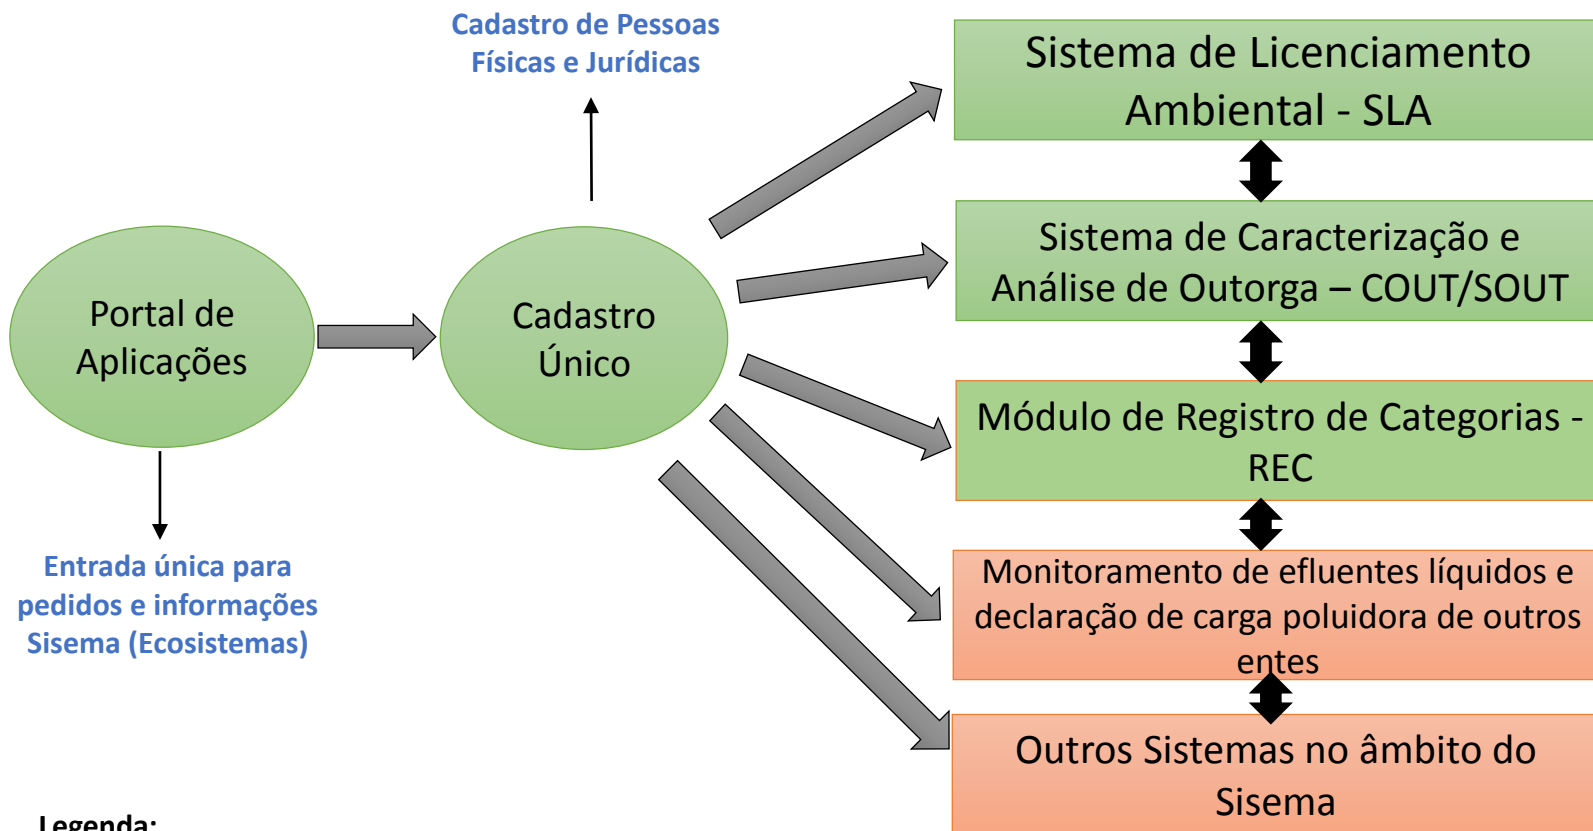 Cadastro de Pessoas
Físicas e Jurídicas
Portal de
Aplicações
Entrada única para
pedidos e informações
Sisema (Ecosistemas)
Cadastro
Único
Sistema de Licenciamento
Ambiental - SLA
Sistema de Caracterização e
Análise de Outorga – COUT/SOUT
Módulo de Registro de Categorias -
REC
Monitoramento de efluentes líquidos e
declaração de carga poluidora de outros
entes
Outros Sistemas no âmbito do
Sisema
Legenda: